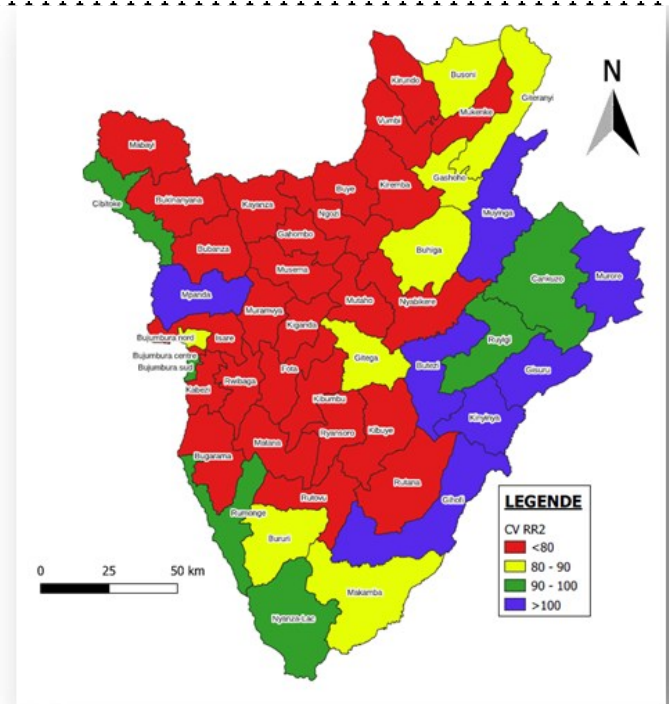 N
Kirundo
Busoni
Giteranyi
Vumbi
Mukenke
Mabayi
Gashoho
Kiremba
Cibitoke
Bukinanyana
Kayanza
Buye
Ngozi
Muyinga
Gahombo
Bubanza
Buhiga
Musema
Cankuzo
Murore
Mpanda
Mutaho
Nyabikere
Muramvya
Kiganda
Bujumbura nord
Isare
Ruyigi
Bujumbura centre
Gitega
Butezi
Bujumbura sud
Fota
Gisuru
Kabezi
Rwibaga
Kibumbu
Kinyinya
Matana
Ryansoro
Kibuye
Bugarama
Rutana
Gihofi
Rutovu
Rumonge
Bururi
Makamba
Nyanza-Lac
0 25 50 km
LEGENDE
CV RR2
<80
80 - 90
90 - 100
>100